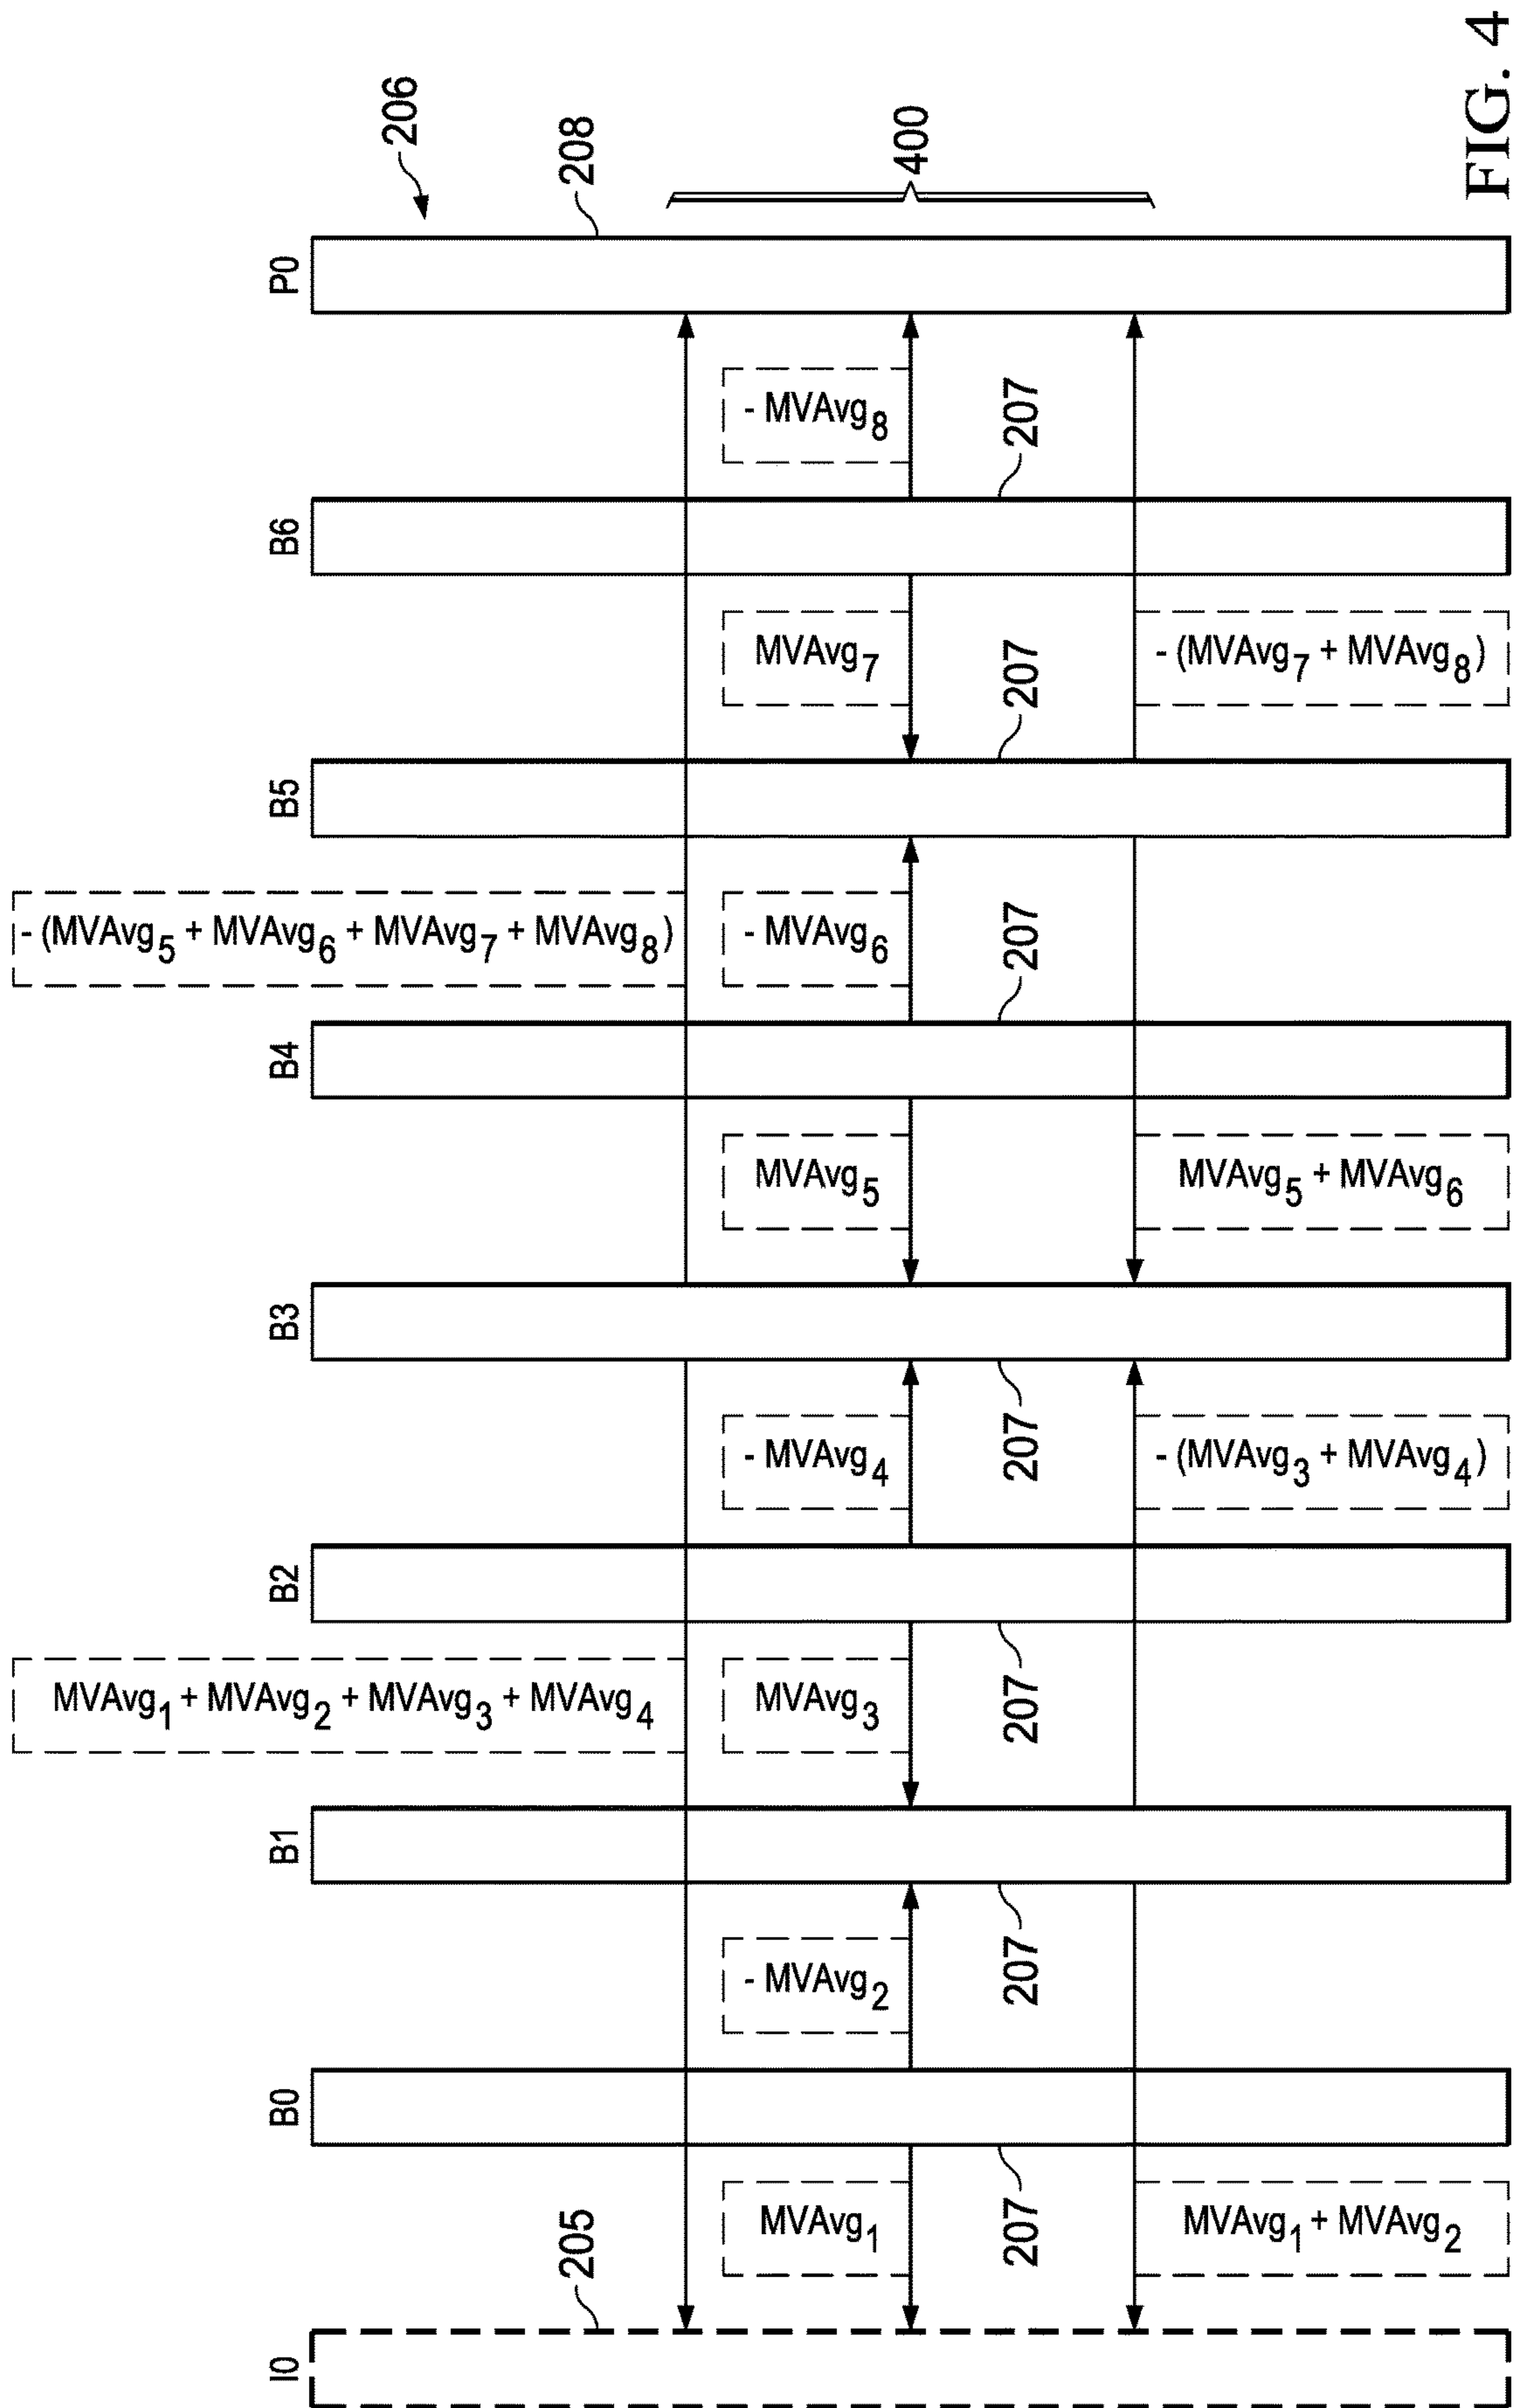 206
208
400
205
I0
B0
B1
B2
B3
B4
B5
B6
P0
MVAvg1 + MVAvg2 + MVAvg3 + MVAvg4
- (MVAvg5 + MVAvg6 + MVAvg7 + MVAvg8)
MVAvg1
- MVAvg2
MVAvg3
- MVAvg4
MVAvg5
- MVAvg6
MVAvg7
- MVAvg8
207
207
207
207
207
207
207
MVAvg1 + MVAvg2
- (MVAvg3 + MVAvg4)
MVAvg5 + MVAvg6
- (MVAvg7 + MVAvg8)
FIG. 4